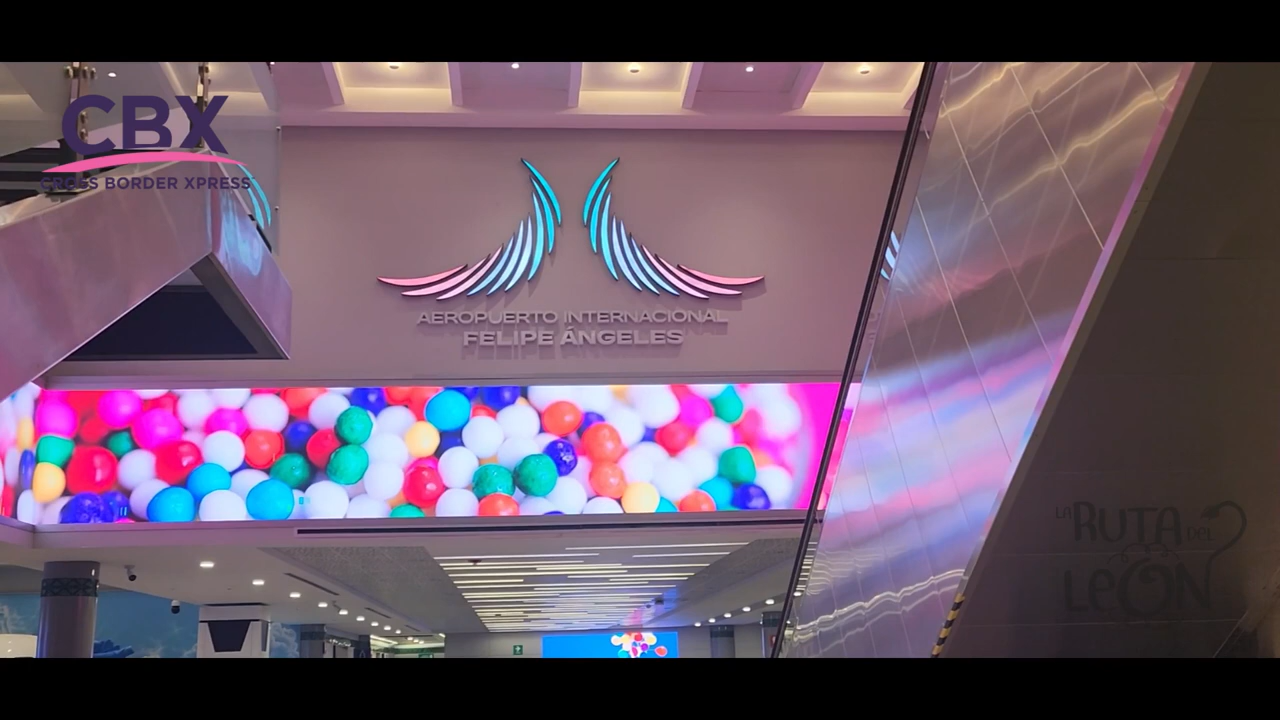 CBX
CROSS BORDER XPRESS
AEROPUERTO INTERNACIONAL
FELIPE ÁNGELES
LA RUTA DEL
LEON